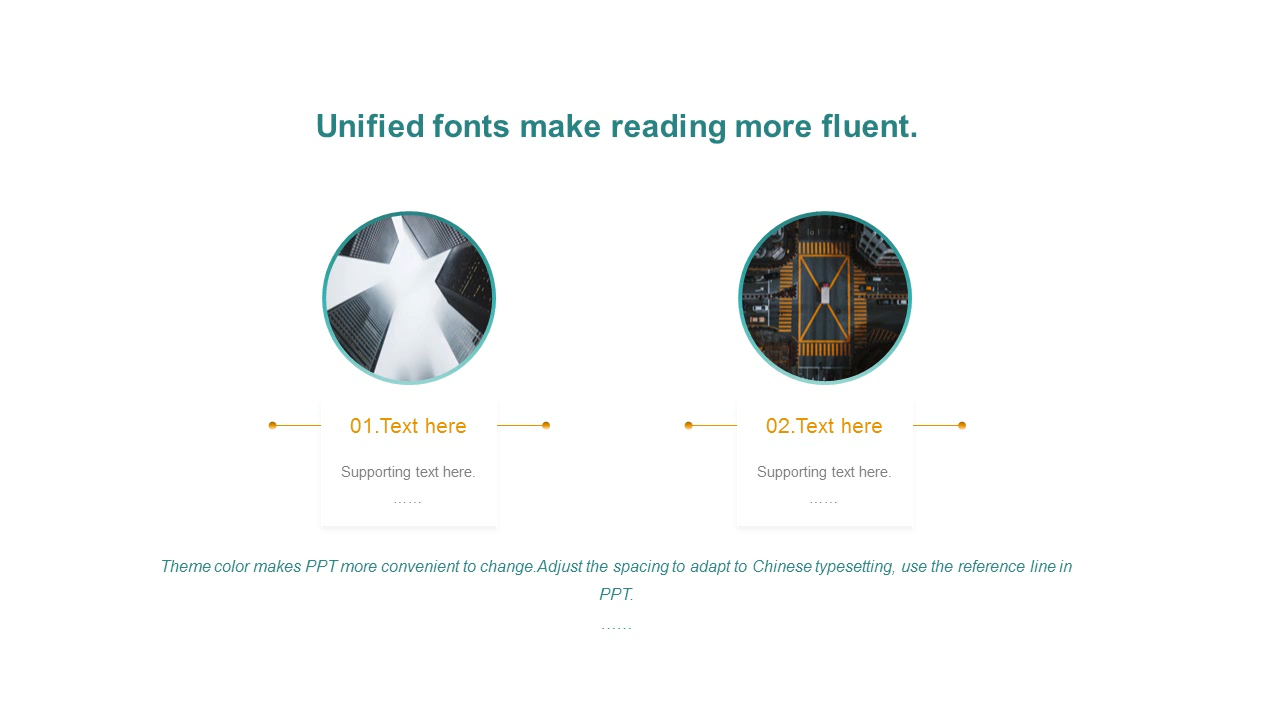 Unified fonts make reading more fluent.
01.Text here
Supporting text here.
……
02.Text here
Supporting text here.
……
Theme color makes PPT more convenient to change.Adjust the spacing to adapt to Chinese typesetting, use the reference line in
PPT.
……